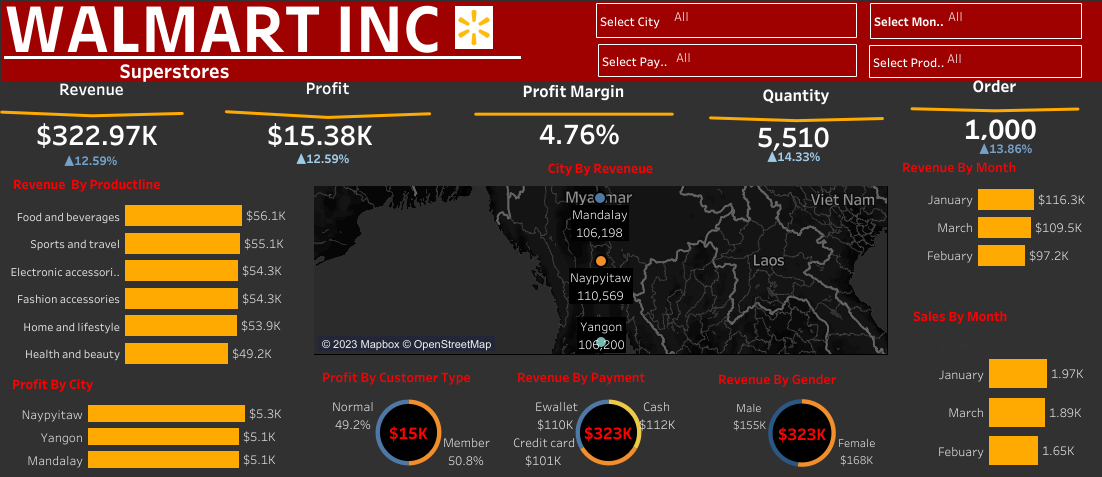 WALMART INC
Superstores
Select City All
Select Mon.. All
Select Pay.. All
Select Prod.. All
Revenue
$322.97K
▲12.59%
Profit
$15.38K
▲12.59%
Profit Margin
4.76%
Quantity
5,510
▲14.33%
Order
1,000
▲13.86%
Revenue By Productline
Food and beverages $56.1K
Sports and travel $55.1K
Electronic accessori.. $54.3K
Fashion accessories $54.3K
Home and lifestyle $53.9K
Health and beauty $49.2K
City By Reveneue
Myanmar
Viet Nam
Mandalay
106,198
Laos
Naypyitaw
110,569
Yangon
106,200
© 2023 Mapbox © OpenStreetMap
Revenue By Month
January $116.3K
March $109.5K
Febuary $97.2K
Sales By Month
January 1.97K
March 1.89K
Febuary 1.65K
Profit By City
Naypyitaw $5.3K
Yangon $5.1K
Mandalay $5.1K
Profit By Customer Type
Normal
49.2%
$15K
Member
50.8%
Revenue By Payment
Ewallet
$110K
Cash
$112K
$323K
Credit card
$101K
Revenue By Gender
Male
$155K
$323K
Female
$168K